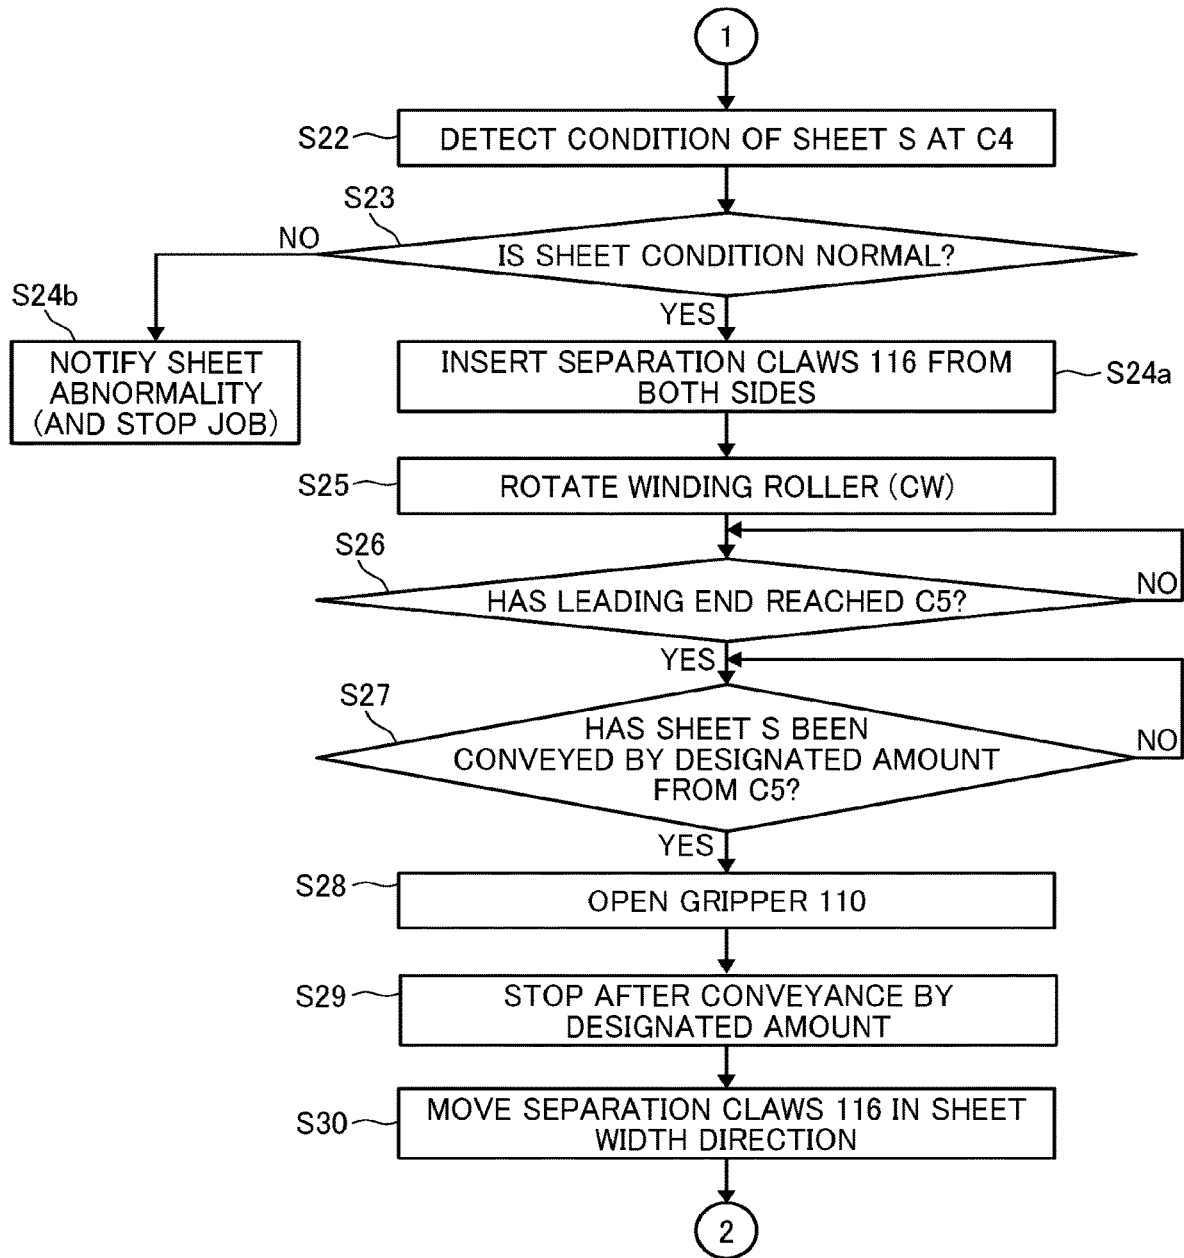 1
S22
DETECT CONDITION OF SHEET S AT C4
S23
NO
IS SHEET CONDITION NORMAL?
YES
S24b
NOTIFY SHEET
ABNORMALITY
(AND STOP JOB)
INSERT SEPARATION CLAWS 116 FROM
BOTH SIDES
S24a
S25
ROTATE WINDING ROLLER (CW)
S26
HAS LEADING END REACHED C5?
NO
YES
S27
HAS SHEET S BEEN
CONVEYED BY DESIGNATED AMOUNT
FROM C5?
NO
YES
S28
OPEN GRIPPER 110
S29
STOP AFTER CONVEYANCE BY
DESIGNATED AMOUNT
S30
MOVE SEPARATION CLAWS 116 IN SHEET
WIDTH DIRECTION
2